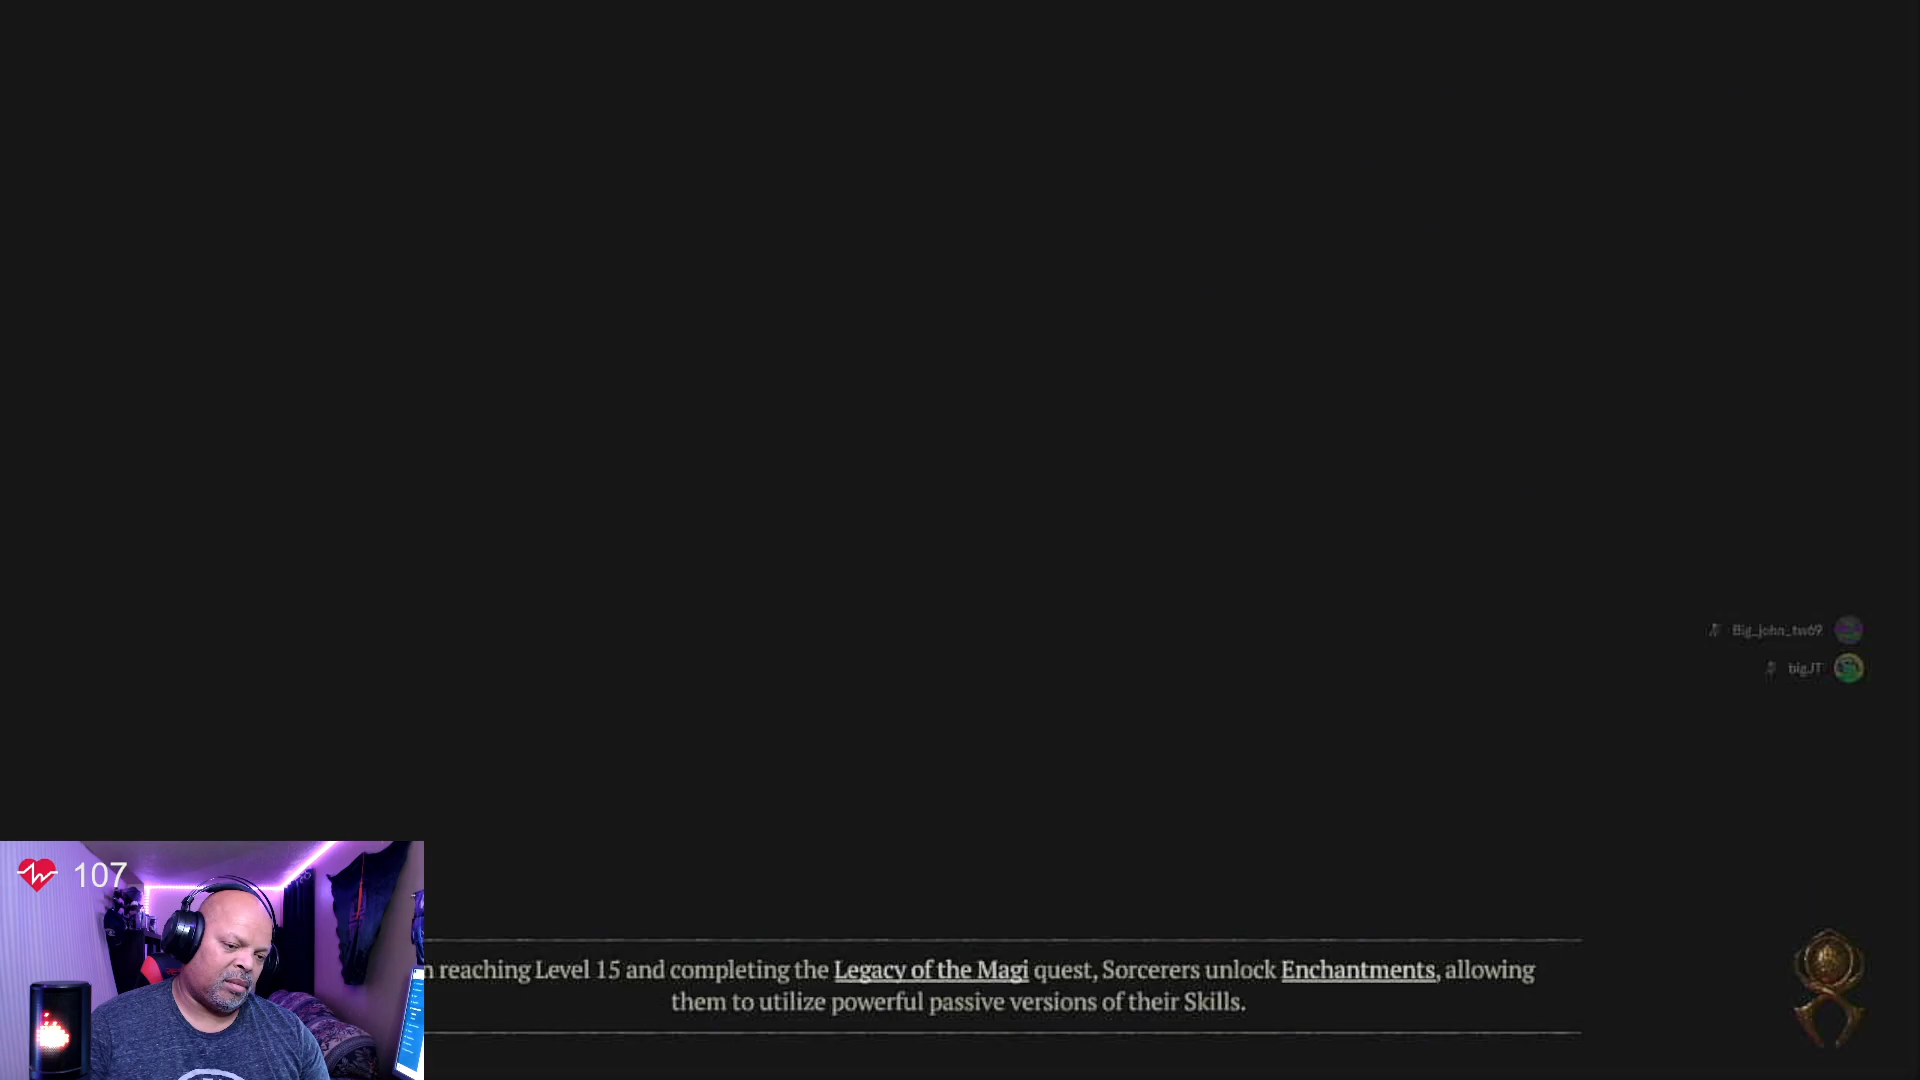 Big_john_tw69
bigJT
107
n reaching Level 15 and completing the Legacy of the Magi quest, Sorcerers unlock Enchantments, allowing
them to utilize powerful passive versions of their Skills.